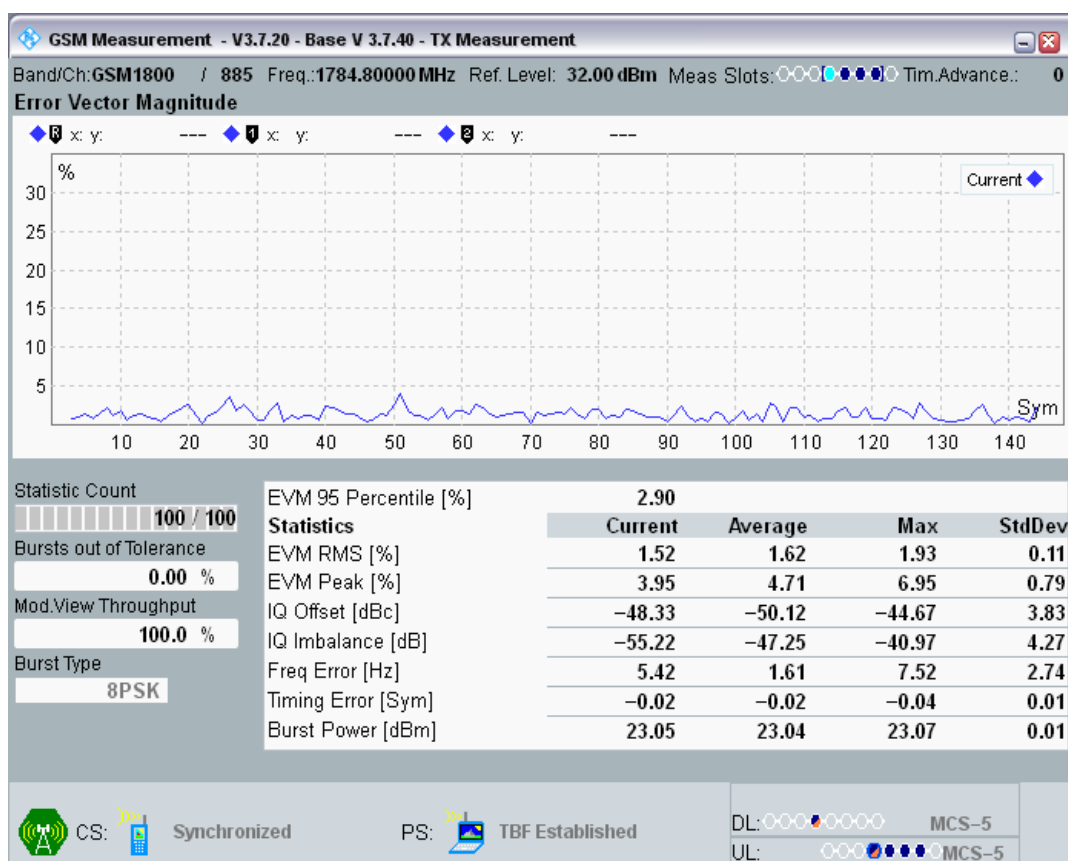 GSM Measurement - V3.7.20 - Base V 3.7.40 - TX Measurement
Band/Ch:GSM1800 / 885 Freq.:1784.80000 MHz Ref. Level: 32.00 dBm Meas Slots: Tim.Advance.: 0
Error Vector Magnitude
R x: y: --- 1 x: y: --- 2 x: y: ---
%
Current
30
25
20
15
10
5
Sym
10 20 30 40 50 60 70 80 90 100 110 120 130 140
Statistic Count
100 / 100
Bursts out of Tolerance
0.00 %
Mod.View Throughput
100.0 %
Burst Type
8PSK
EVM 95 Percentile [%] 2.90
Statistics Current Average Max StdDev
EVM RMS [%] 1.52 1.62 1.93 0.11
EVM Peak [%] 3.95 4.71 6.95 0.79
IQ Offset [dBc] −48.33 −50.12 −44.67 3.83
IQ Imbalance [dB] −55.22 −47.25 −40.97 4.27
Freq Error [Hz] 5.42 1.61 7.52 2.74
Timing Error [Sym] −0.02 −0.02 −0.04 0.01
Burst Power [dBm] 23.05 23.04 23.07 0.01
CS: Synchronized PS: TBF Established
DL: MCS−5
UL: MCS−5